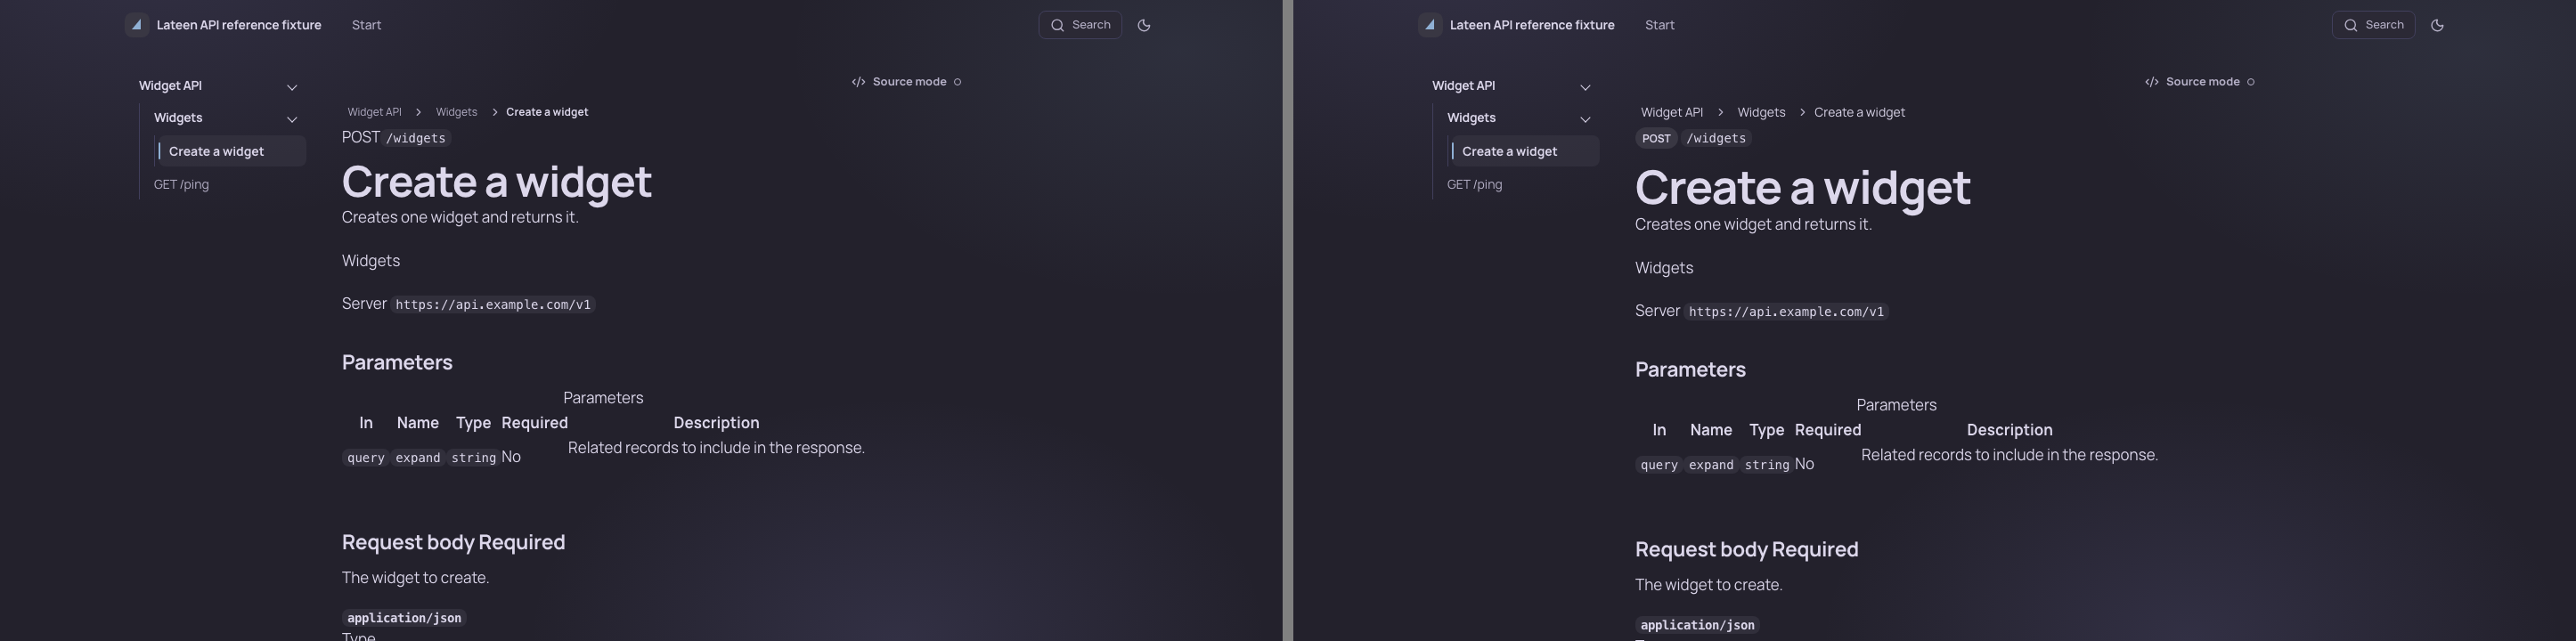 Lateen API reference fixture Start Search
Source mode
Widget API
Widgets
Create a widget
GET /ping
Widget API > Widgets > Create a widget
POST /widgets
Create a widget
Creates one widget and returns it.
Widgets
Server https://api.example.com/v1
Parameters
Parameters
In Name Type Required Description
query expand string No Related records to include in the response.
Request body Required
The widget to create.
application/json
Type
Lateen API reference fixture Start Search
Source mode
Widget API
Widgets
Create a widget
GET /ping
Widget API > Widgets > Create a widget
POST /widgets
Create a widget
Creates one widget and returns it.
Widgets
Server https://api.example.com/v1
Parameters
Parameters
In Name Type Required Description
query expand string No Related records to include in the response.
Request body Required
The widget to create.
application/json